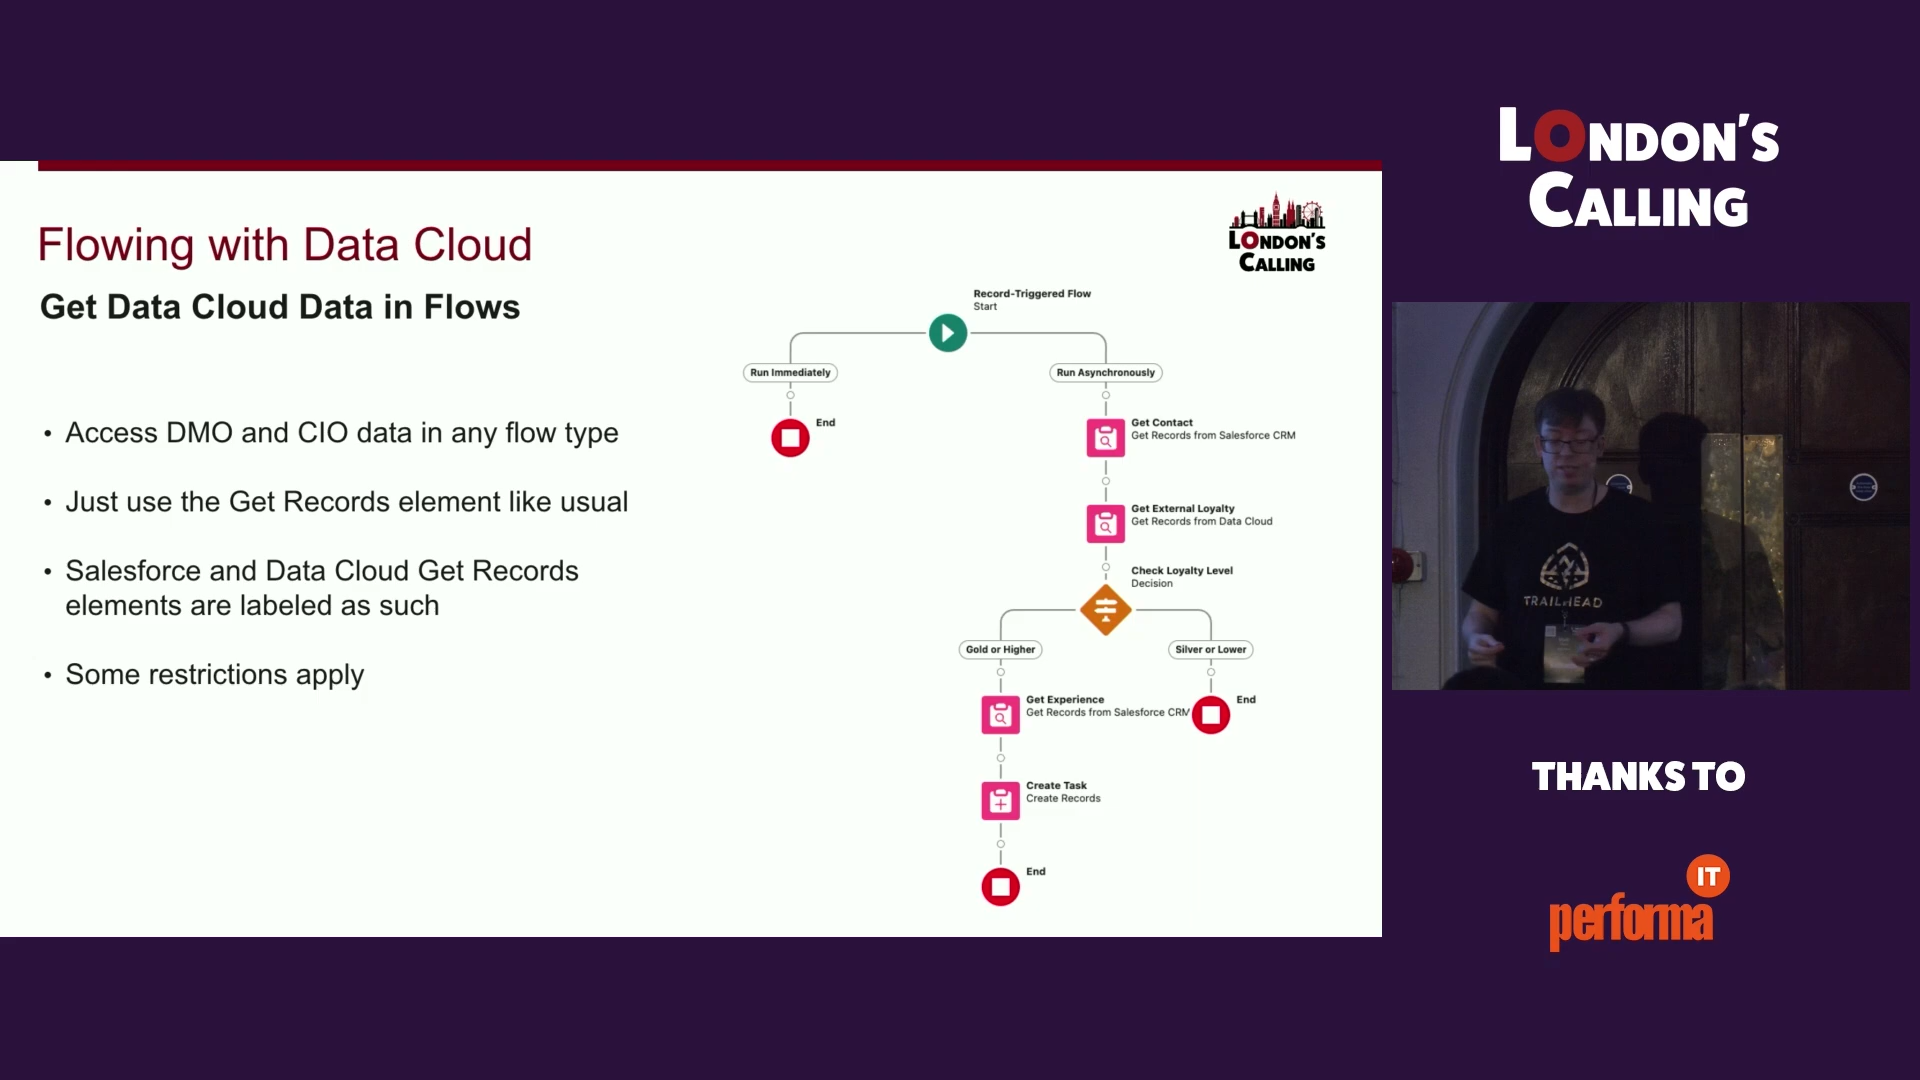 Flowing with Data Cloud
Get Data Cloud Data in Flows
• Access DMO and CIO data in any flow type
• Just use the Get Records element like usual
• Salesforce and Data Cloud Get Records
elements are labeled as such
• Some restrictions apply
LONDON'S
CALLING
Record-Triggered Flow
Start
Run Immediately
Run Asynchronously
End
Get Contact
Get Records from Salesforce CRM
Get External Loyalty
Get Records from Data Cloud
Check Loyalty Level
Decision
Gold or Higher
Silver or Lower
Get Experience
Get Records from Salesforce CRM
End
Create Task
Create Records
End
LONDON'S
CALLING
TRAILHEAD
THANKS TO
IT
performa